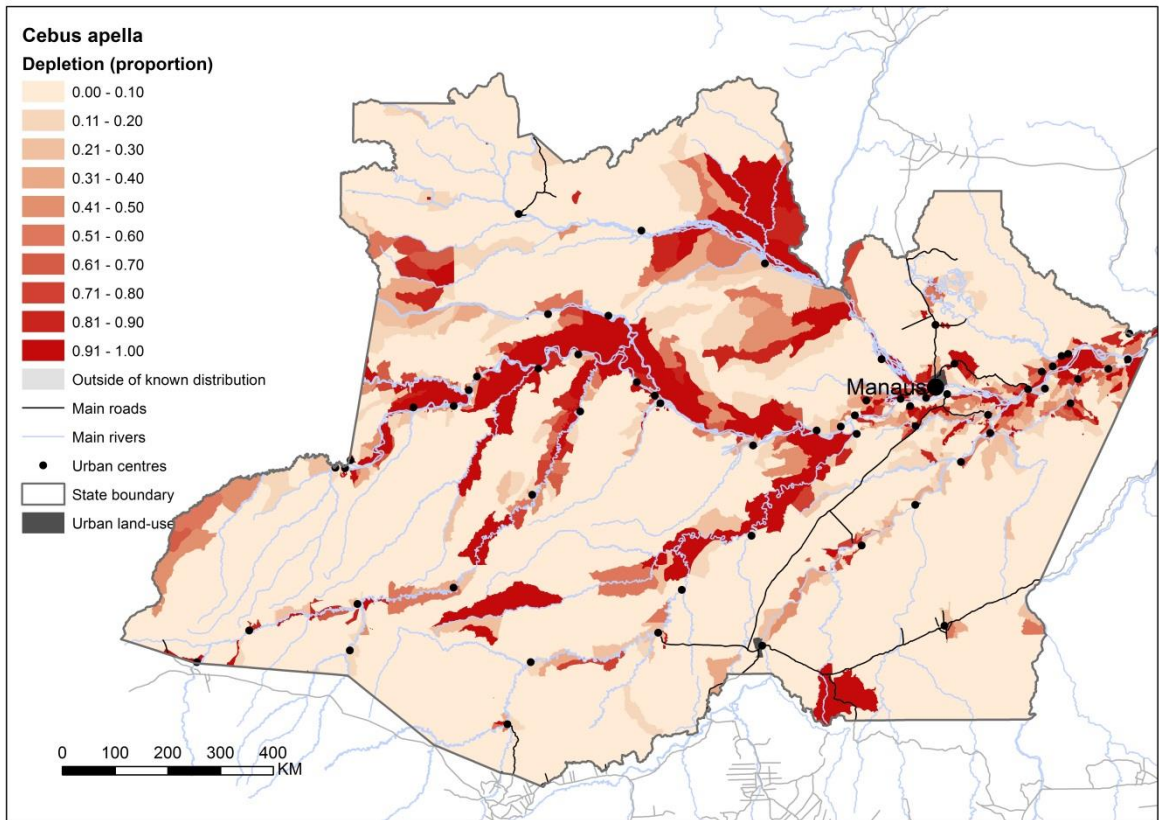 Cebus apella
Depletion (proportion)
0.00 - 0.10
0.11 - 0.20
0.21 - 0.30
0.31 - 0.40
0.41 - 0.50
0.51 - 0.60
0.61 - 0.70
0.71 - 0.80
0.81 - 0.90
0.91 - 1.00
Outside of known distribution
Main roads
Main rivers
Urban centres
State boundary
Urban land-use
Manaus
0 100 200 300 400
KM